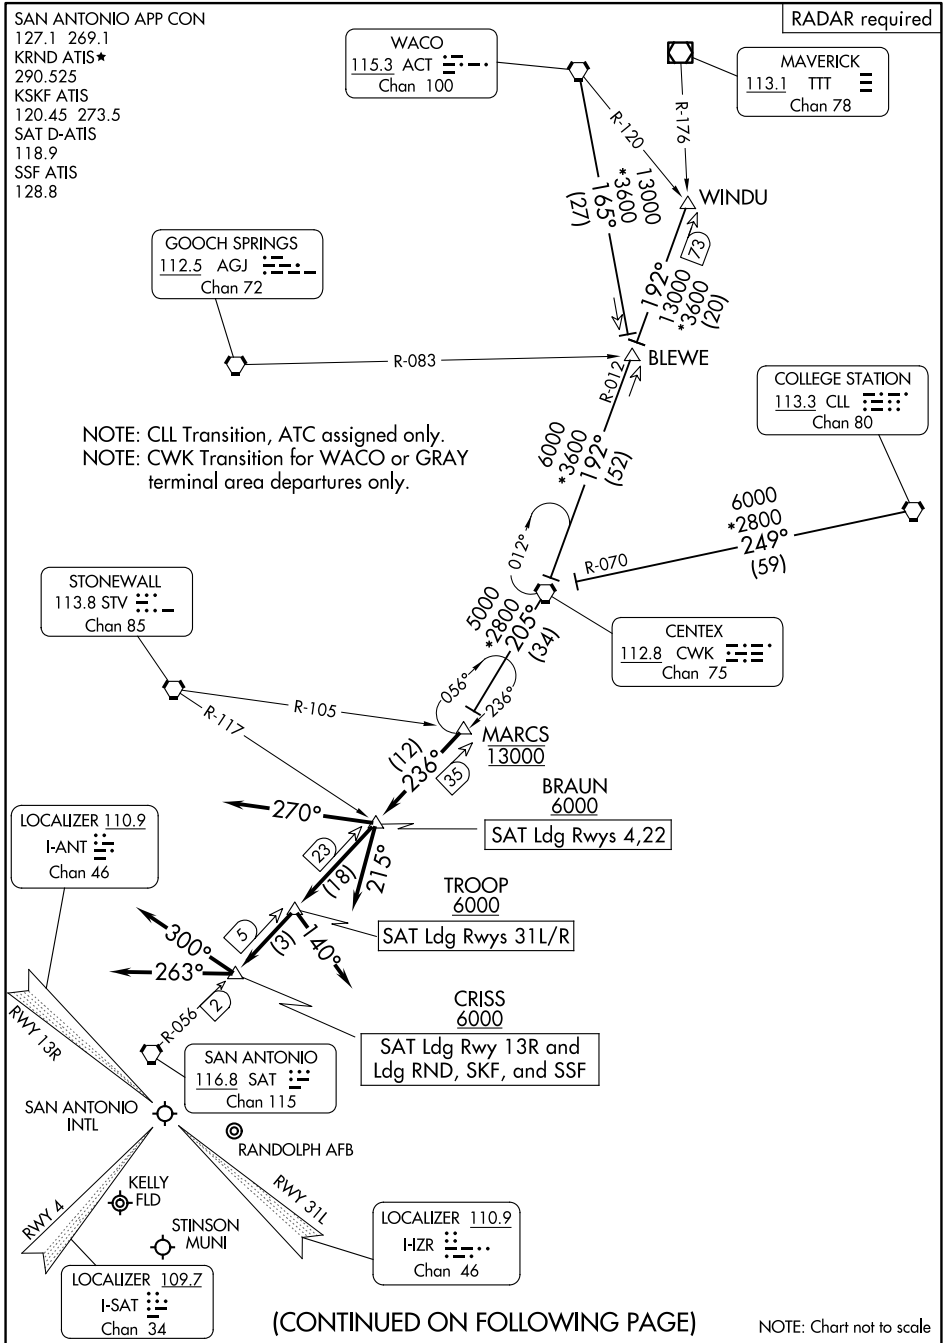 SAN ANTONIO APP CON
127.1 269.1
KRND ATIS★
290.525
KSKF ATIS
120.45 273.5
SAT D-ATIS
118.9
SSF ATIS
128.8
RADAR required
WACO
115.3 ACT
Chan 100
MAVERICK
113.1 TTT
Chan 78
R-120
R-176
13000
*3600
165°
(27)
WINDU
73
192°
13000
*3600
(20)
GOOCH SPRINGS
112.5 AGJ
Chan 72
R-083
BLEWE
R-012
COLLEGE STATION
113.3 CLL
Chan 80
NOTE: CLL Transition, ATC assigned only.
NOTE: CWK Transition for WACO or GRAY
terminal area departures only.
6000
*3600
192°
(52)
6000
*2800
249°
(59)
R-070
012°
STONEWALL
113.8 STV
Chan 85
5000
*2800
205°
(34)
CENTEX
112.8 CWK
Chan 75
056°
236°
R-105
R-117
MARCS
13000
(12)
236°
35
BRAUN
6000
SAT Ldg Rwys 4,22
270°
215°
23
(18)
LOCALIZER 110.9
I-ANT
Chan 46
TROOP
6000
SAT Ldg Rwys 31L/R
5
(3)
140°
300°
263°
2
R-056
CRISS
6000
SAT Ldg Rwy 13R and
Ldg RND, SKF, and SSF
RWY 13R
SAN ANTONIO
116.8 SAT
Chan 115
SAN ANTONIO
INTL
RANDOLPH AFB
KELLY
FLD
RWY 4
RWY 31L
STINSON
MUNI
LOCALIZER 110.9
I-IZR
Chan 46
LOCALIZER 109.7
I-SAT
Chan 34
(CONTINUED ON FOLLOWING PAGE)
NOTE: Chart not to scale